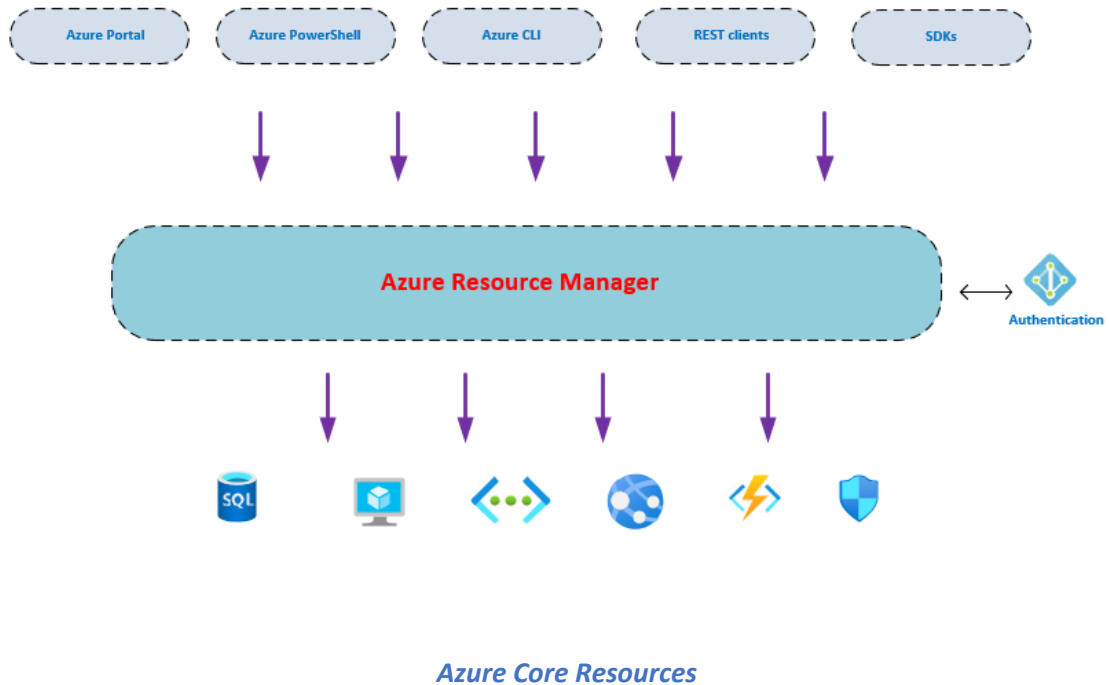 Azure Portal
Azure PowerShell
Azure CLI
REST clients
SDKs
Azure Resource Manager
Authentication
SQL
Azure Core Resources